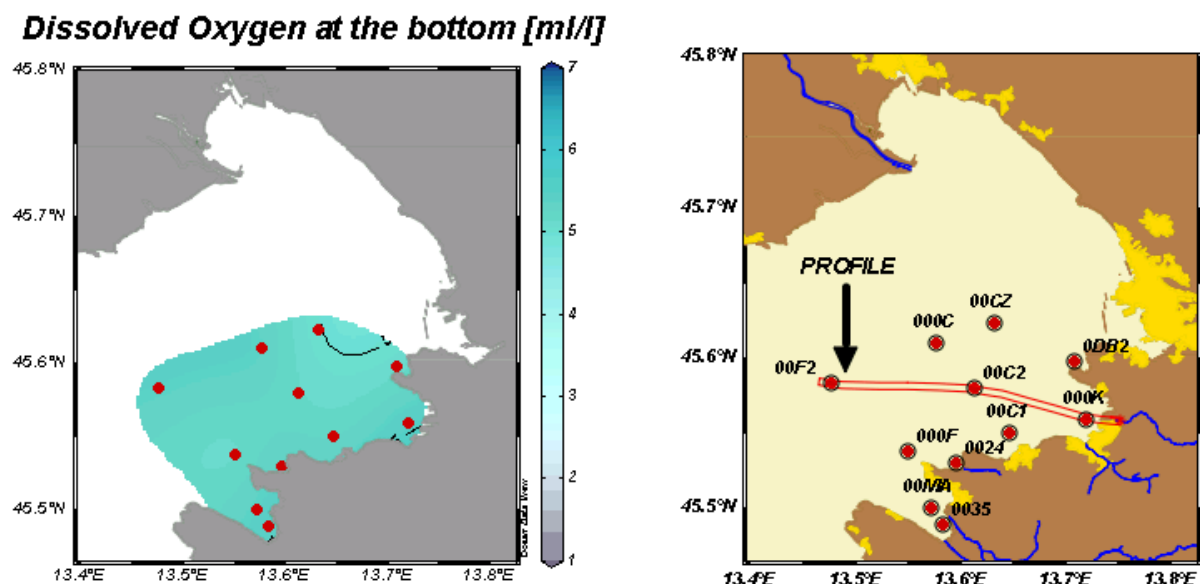 Dissolved Oxygen at the bottom [ml/l]
45.8°N
45.7°N
45.6°N
45.5°N
13.4°E 13.5°E 13.6°E 13.7°E 13.8°E
7
6
5
4
3
2
1
Ocean Data View
45.8°N
45.7°N
45.6°N
45.5°N
13.4°E 13.5°E 13.6°E 13.7°E 13.8°E
PROFILE
00CZ
000C
0DB2
00F2
00C2
000K
00C1
000F
0024
00MA
0035